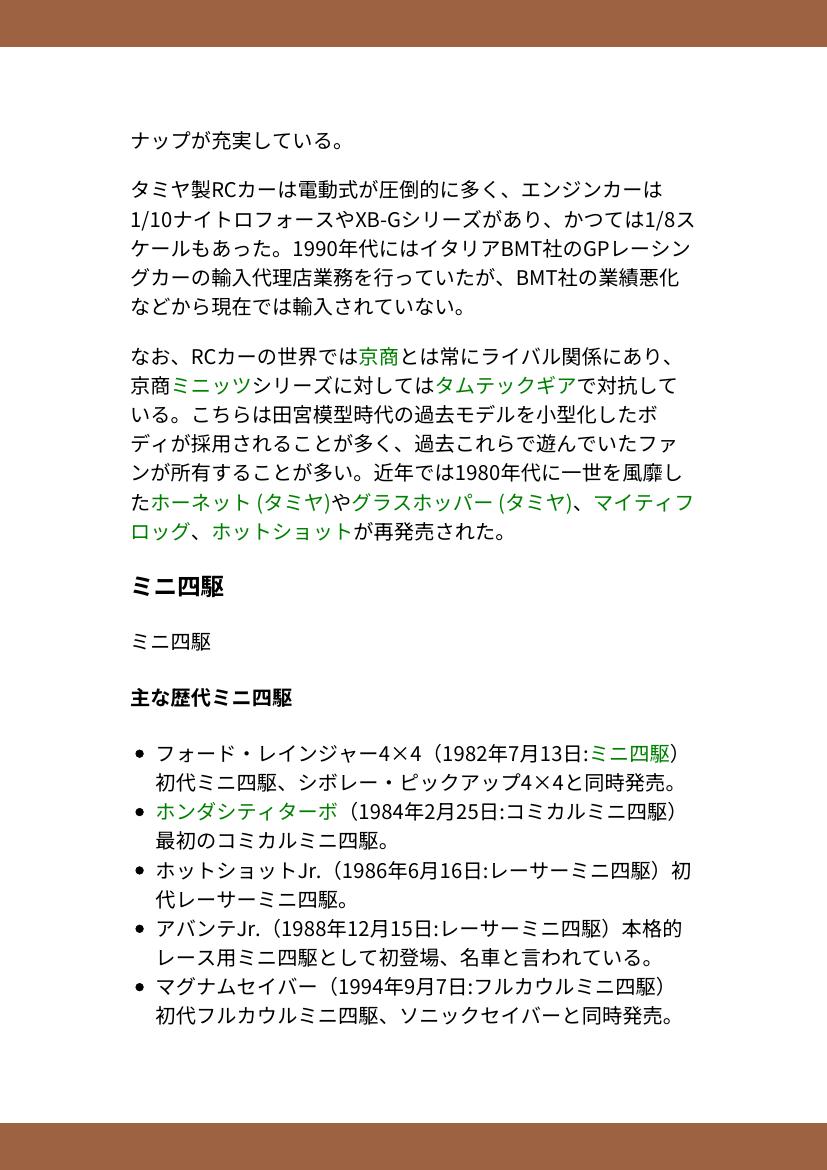 ナップが充実している。
タミヤ製RCカーは電動式が圧倒的に多く、エンジンカーは
1/10ナイトロフォースやXB-Gシリーズがあり、かつては1/8ス
ケールもあった。1990年代にはイタリアBMT社のGPレーシン
グカーの輸入代理店業務を行っていたが、BMT社の業績悪化
などから現在では輸入されていない。
なお、RCカーの世界では京商とは常にライバル関係にあり、
京商ミニッツシリーズに対してはタムテックギアで対抗して
いる。こちらは田宮模型時代の過去モデルを小型化したボ
ディが採用されることが多く、過去これらで遊んでいたファ
ンが所有することが多い。近年では1980年代に一世を風靡し
たホーネット (タミヤ)やグラスホッパー (タミヤ)、マイティフ
ロッグ、ホットショットが再発売された。
ミニ四駆
ミニ四駆
主な歴代ミニ四駆
• フォード・レインジャー4×4（1982年7月13日:ミニ四駆）
初代ミニ四駆、シボレー・ピックアップ4×4と同時発売。
• ホンダシティターボ（1984年2月25日:コミカルミニ四駆）
最初のコミカルミニ四駆。
• ホットショットJr.（1986年6月16日:レーサーミニ四駆）初
代レーサーミニ四駆。
• アバンテJr.（1988年12月15日:レーサーミニ四駆）本格的
レース用ミニ四駆として初登場、名車と言われている。
• マグナムセイバー（1994年9月7日:フルカウルミニ四駆）
初代フルカウルミニ四駆、ソニックセイバーと同時発売。